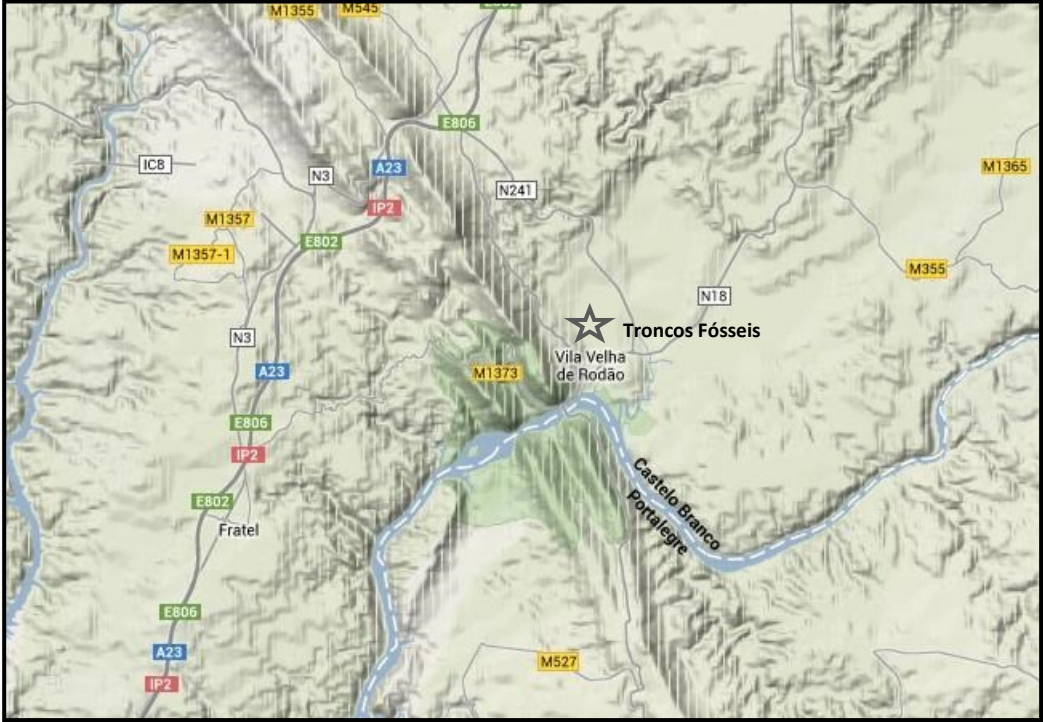 M1355
M545
E802
E806
IC8
A23
N3
M1365
N241
IP2
M1357
E802
M1357-1
M355
N18
Troncos Fósseis
N3
Vila Velha
de Rodão
A23
M1373
E806
IP2
Castelo Branco
Portalegre
E802
Fratel
E806
A23
M527
IP2